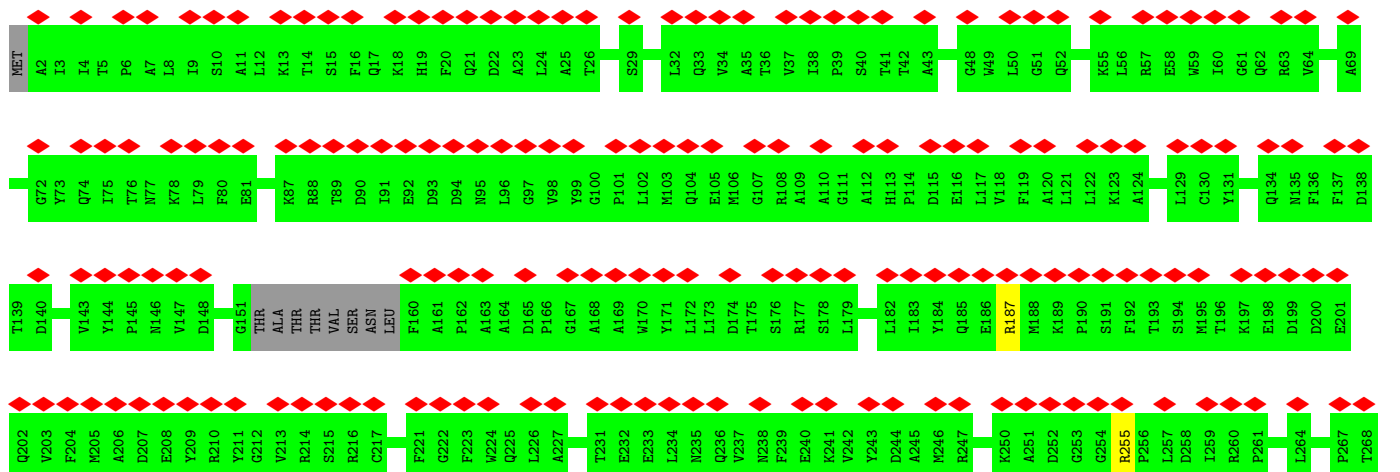 MET A2 I3 I4 T5 P6 A7 L8 I9 S10 A11 L12 K13 T14 S15 F16 Q17 K18 H19 F20 Q21 D22 A23 L24 A25 T26 S29 L32 Q33 V34 A35 T36 V37 I38 P39 S40 T41 T42 A43 G48 W49 L50 G51 Q52 K55 L56 R57 E58 W59 I60 G61 Q62 R63 V64 A69
G72 Y73 Q74 I75 T76 N77 K78 L79 F80 E81 K87 R88 T89 D90 I91 E92 D93 D94 N95 L96 G97 V98 Y99 G100 P101 L102 M103 Q104 E105 M106 G107 R108 A109 A110 G111 A112 H113 P114 D115 E116 L117 V118 F119 A120 L121 L122 K123 A124 L129 C130 Y131 Q134 N135 F136 F137 D138
T139 D140 V143 Y144 P145 N146 V147 D148 G151 THR ALA THR THR VAL SER ASN LEU F160 A161 P162 A163 A164 D165 P166 G167 A168 A169 W170 Y171 L172 L173 D174 T175 S176 R177 S178 L179 L182 I183 Y184 Q185 E186 R187 M188 K189 P190 S191 F192 T193 S194 M195 T196 K197 E198 D199 D200 E201
Q202 V203 F204 M205 A206 D207 E208 Y209 R210 Y211 G212 V213 R214 S215 R216 C217 F221 G222 F223 W224 Q225 L226 A227 T231 E232 E233 L234 N235 Q236 V237 N238 F239 E240 K241 V242 Y243 D244 A245 M246 R247 K250 A251 D252 G253 G254 R255 P256 L257 D258 I259 R260 P261 L264 P267 T268